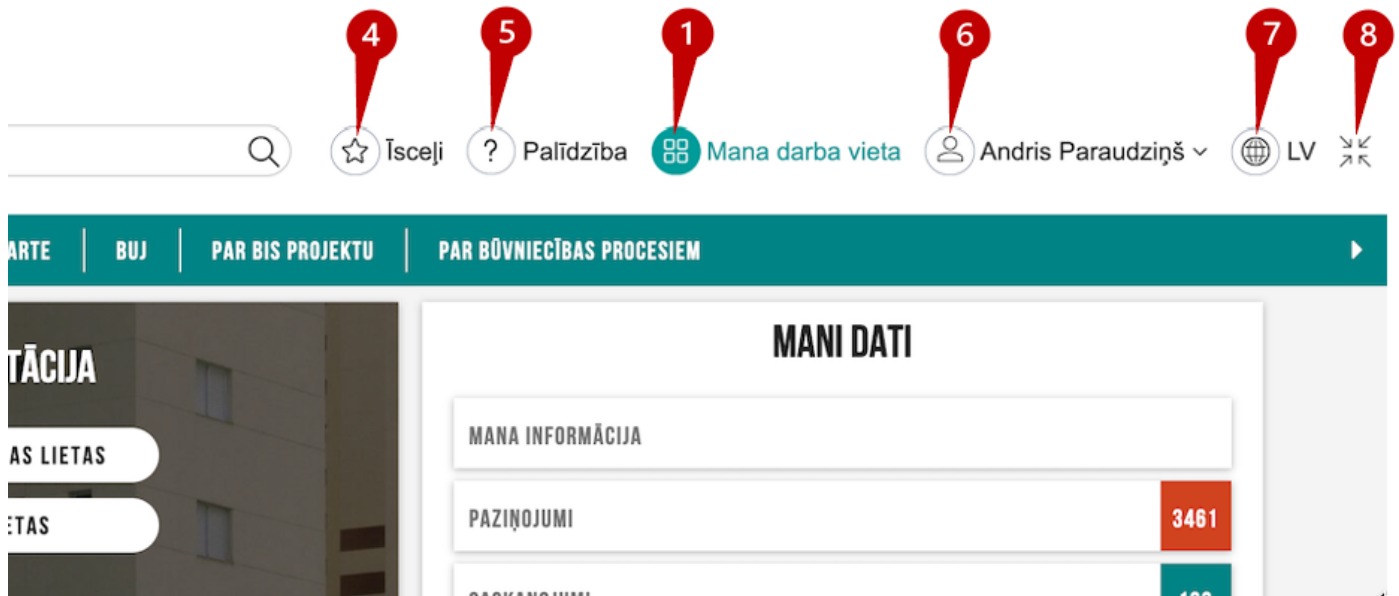 4 5 1 6 7 8
Īsceļi ? Palīdzība Mana darba vieta Andris Paraudziņš LV
ARTE BUJ PAR BIS PROJEKTU PAR BŪVNIECĪBAS PROCESIEM
MANI DATI
TĀCIJA
MANA INFORMĀCIJA
AS LIETAS
PAZIŅOJUMI 3461
ETAS